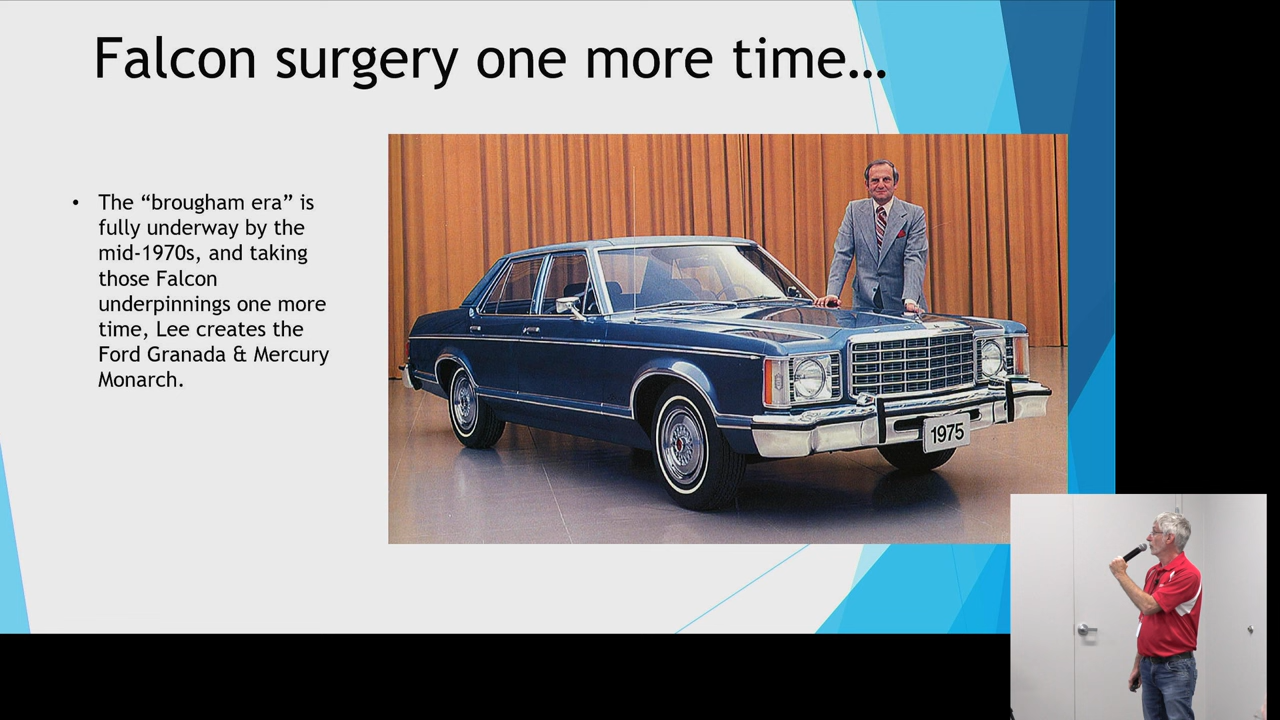 Falcon surgery one more time…
• The “brougham era” is
fully underway by the
mid-1970s, and taking
those Falcon
underpinnings one more
time, Lee creates the
Ford Granada & Mercury
Monarch.
1975